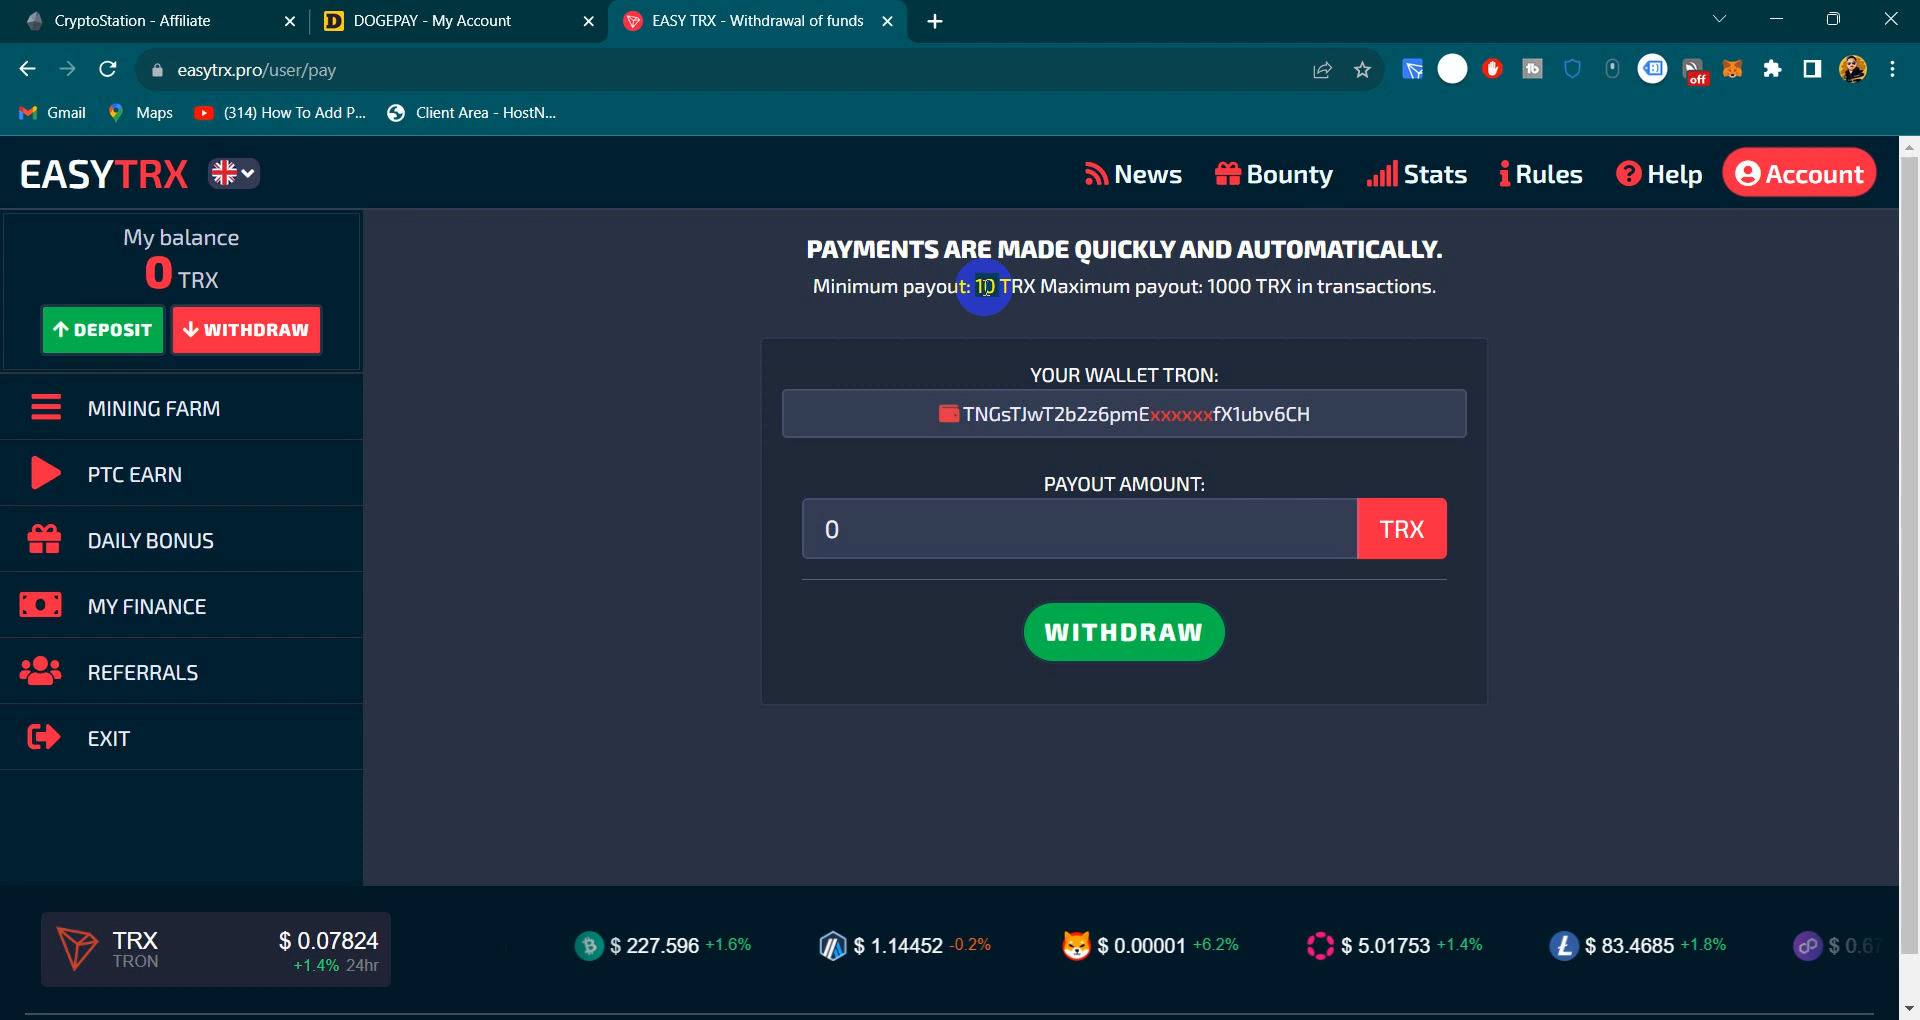 CryptoStation - Affiliate
DOGEPAY - My Account
EASY TRX - Withdrawal of funds
easytrx.pro/user/pay
off
Gmail
Maps
(314) How To Add P...
Client Area - HostN...
EASYTRX
News
Bounty
Stats
Rules
Help
Account
My balance
0 TRX
DEPOSIT
WITHDRAW
MINING FARM
PTC EARN
DAILY BONUS
MY FINANCE
REFERRALS
EXIT
PAYMENTS ARE MADE QUICKLY AND AUTOMATICALLY.
Minimum payout: 10 TRX Maximum payout: 1000 TRX in transactions.
YOUR WALLET TRON:
TNGsTJwT2b2z6pmExxxxxxfX1ubv6CH
PAYOUT AMOUNT:
0
TRX
WITHDRAW
TRX $ 0.07824
TRON +1.4% 24hr
$ 227.596 +1.6%
$ 1.14452 -0.2%
$ 0.00001 +6.2%
$ 5.01753 +1.4%
$ 83.4685 +1.8%